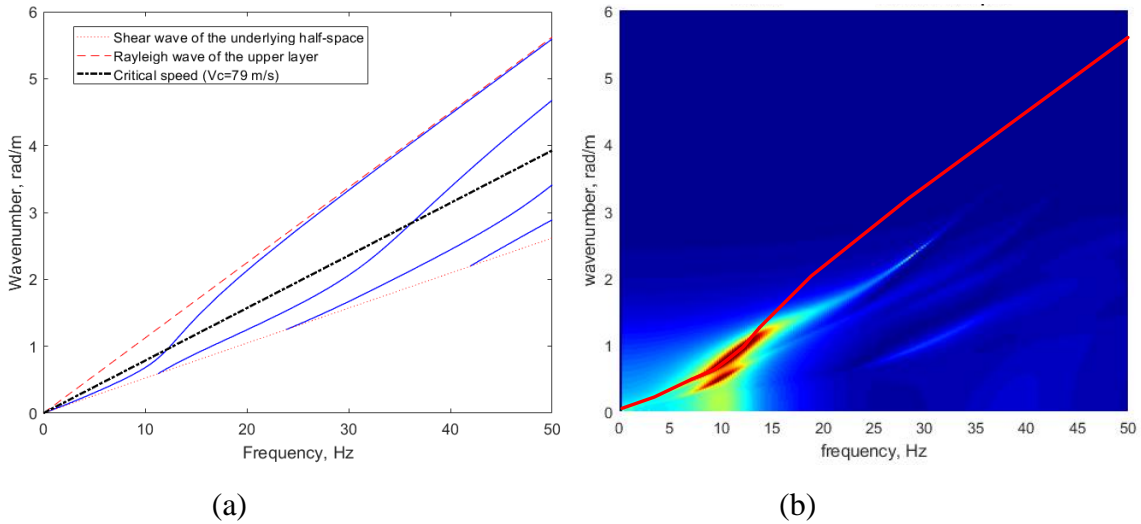 6
5
4
3
2
1
0
Wavenumber, rad/m
Shear wave of the underlying half-space
Rayleigh wave of the upper layer
Critical speed (Vc=79 m/s)
0 10 20 30 40 50
Frequency, Hz
(a)
6
5
4
3
2
1
0
wavenumber, rad/m
0 5 10 15 20 25 30 35 40 45 50
frequency, Hz
(b)